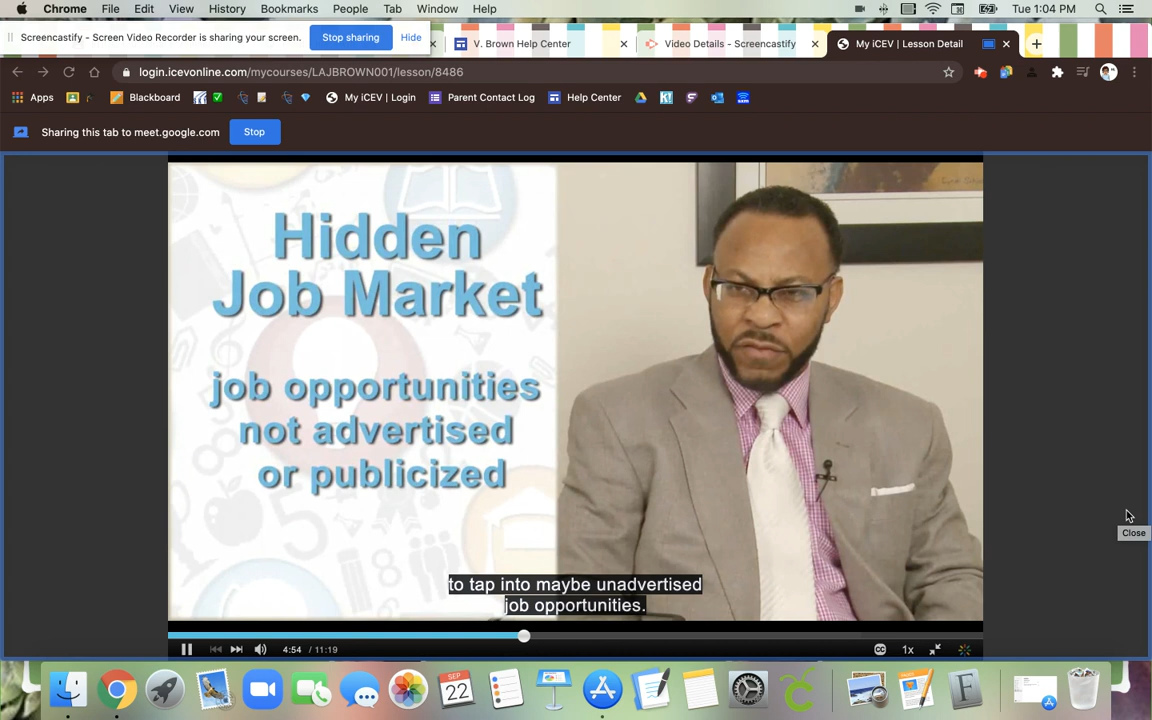 Chrome File Edit View History Bookmarks People Tab Window Help Tue 1:04 PM
Screencastify - Screen Video Recorder is sharing your screen. Stop sharing Hide
V. Brown Help Center Video Details - Screencastify My iCEV | Lesson Detail
login.icevonline.com/mycourses/LAJBROWN001/lesson/8486
Apps Blackboard My iCEV | Login Parent Contact Log Help Center
Sharing this tab to meet.google.com Stop
Hidden
Job Market
job opportunities
not advertised
or publicized
Close
to tap into maybe unadvertised
job opportunities.
4:54 / 11:19 CC 1x
SEP
22